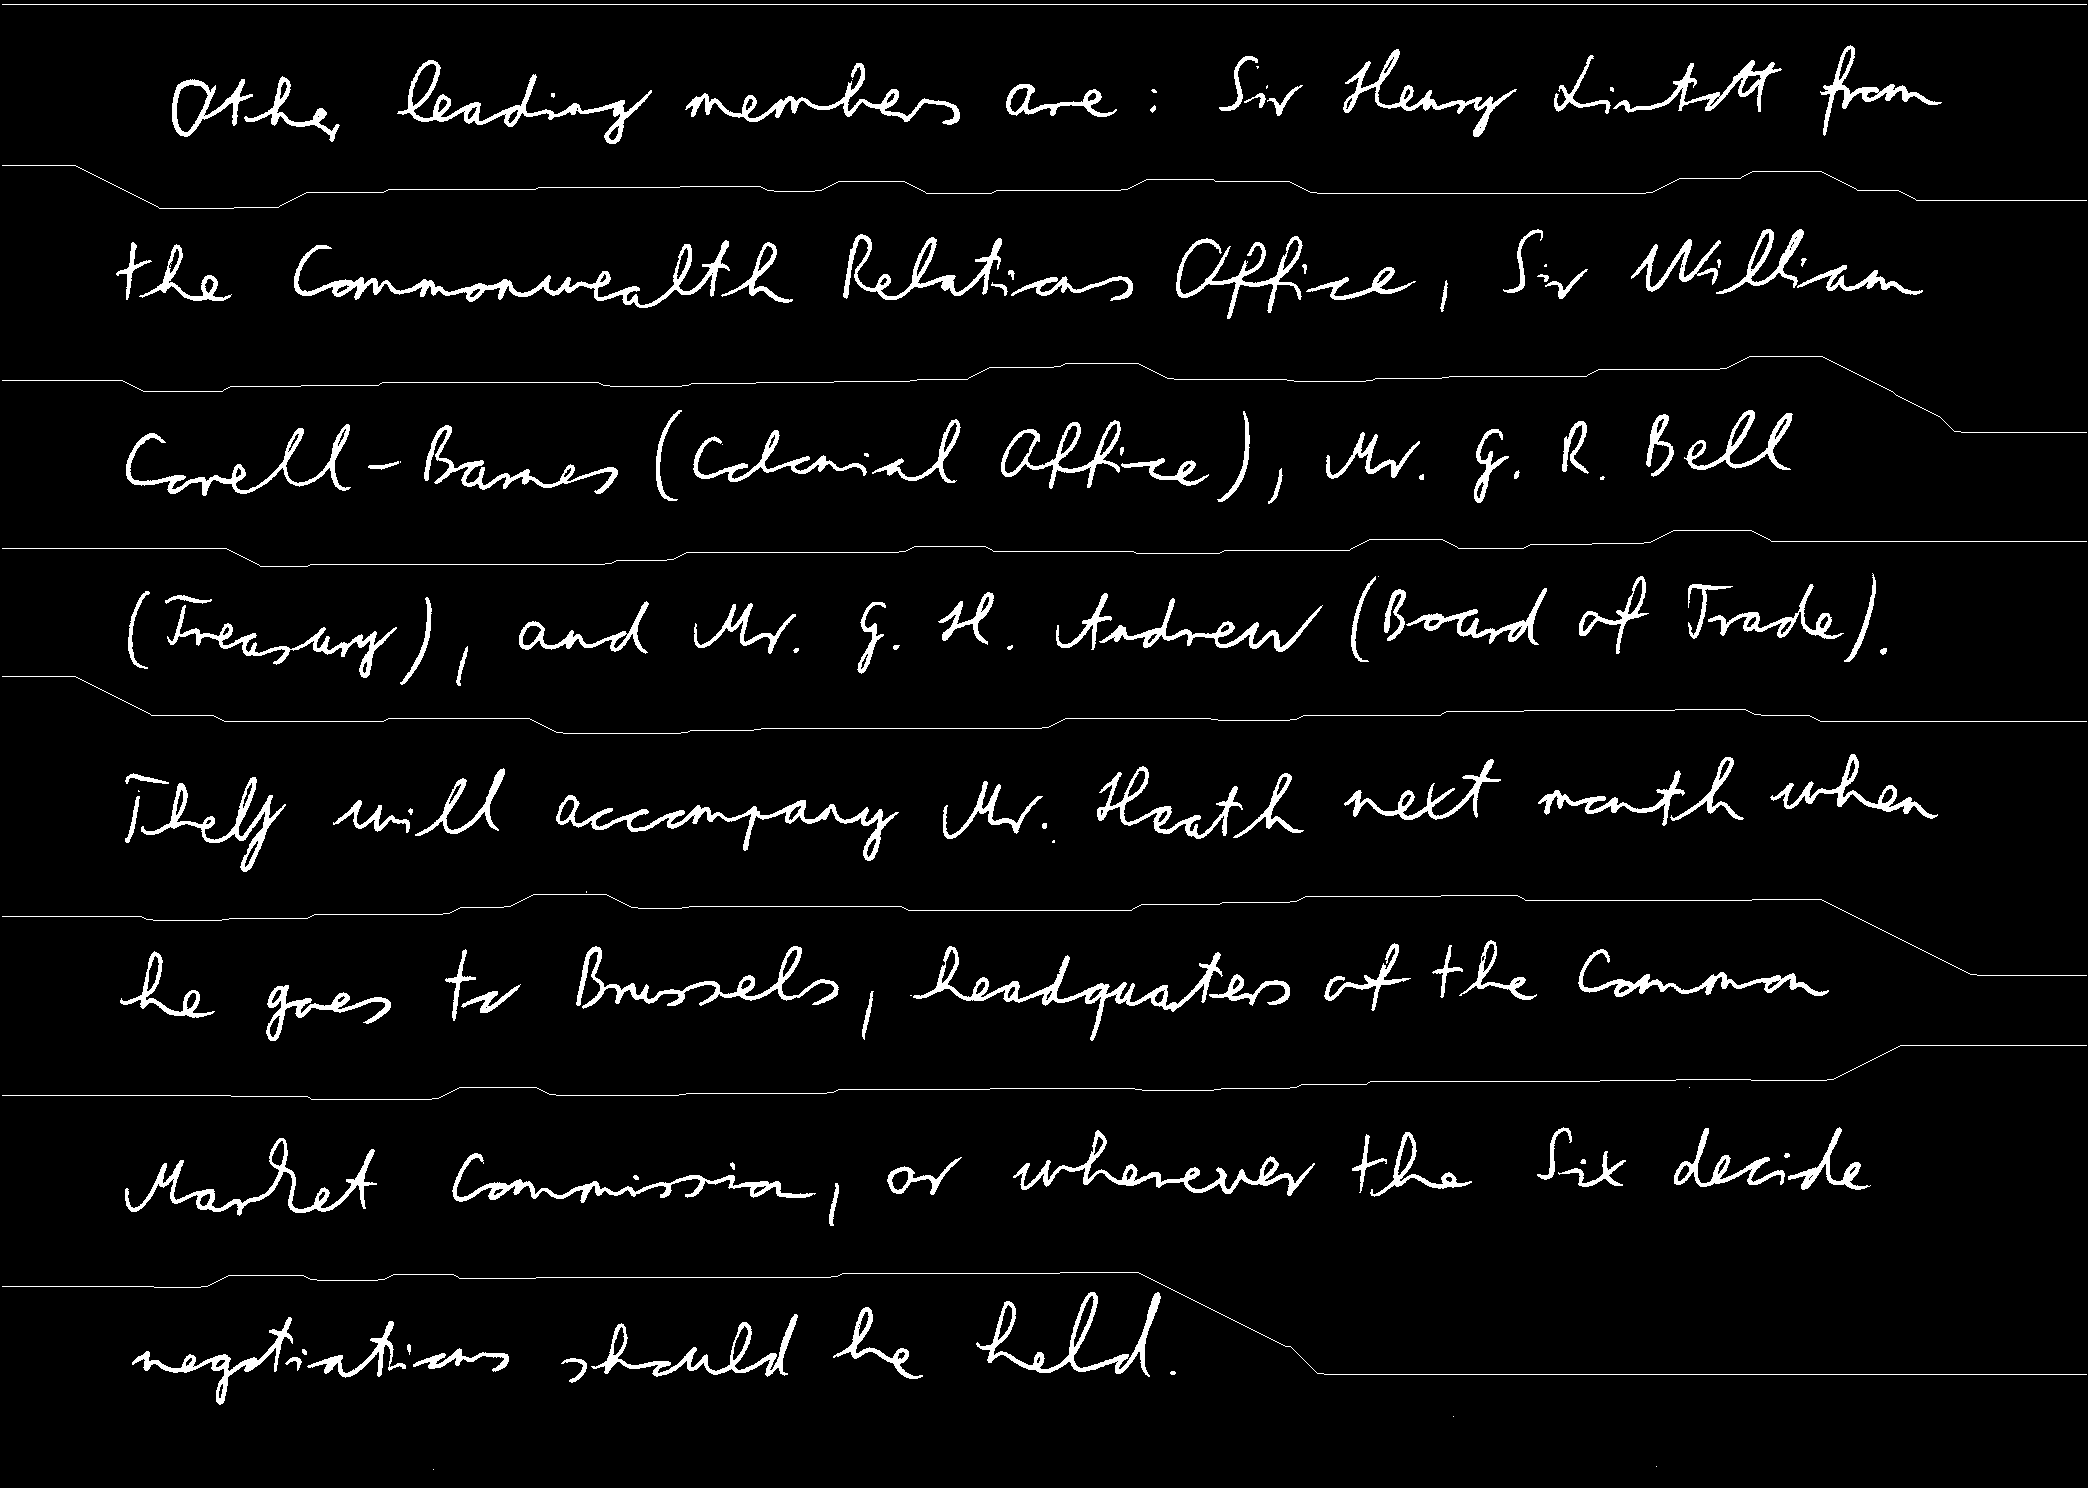 Other leading members are: Sir Henry Lintott from
the Commonwealth Relations Office, Sir William
Gorell-Barnes (Colonial Office), Mr. G. R. Bell
(Treasury), and Mr. G. H. Andrew (Board of Trade).
They will accompany Mr. Heath next month when
he goes to Brussels, headquarters of the Common
Market Commission, or wherever the Six decide
negotiations should be held.